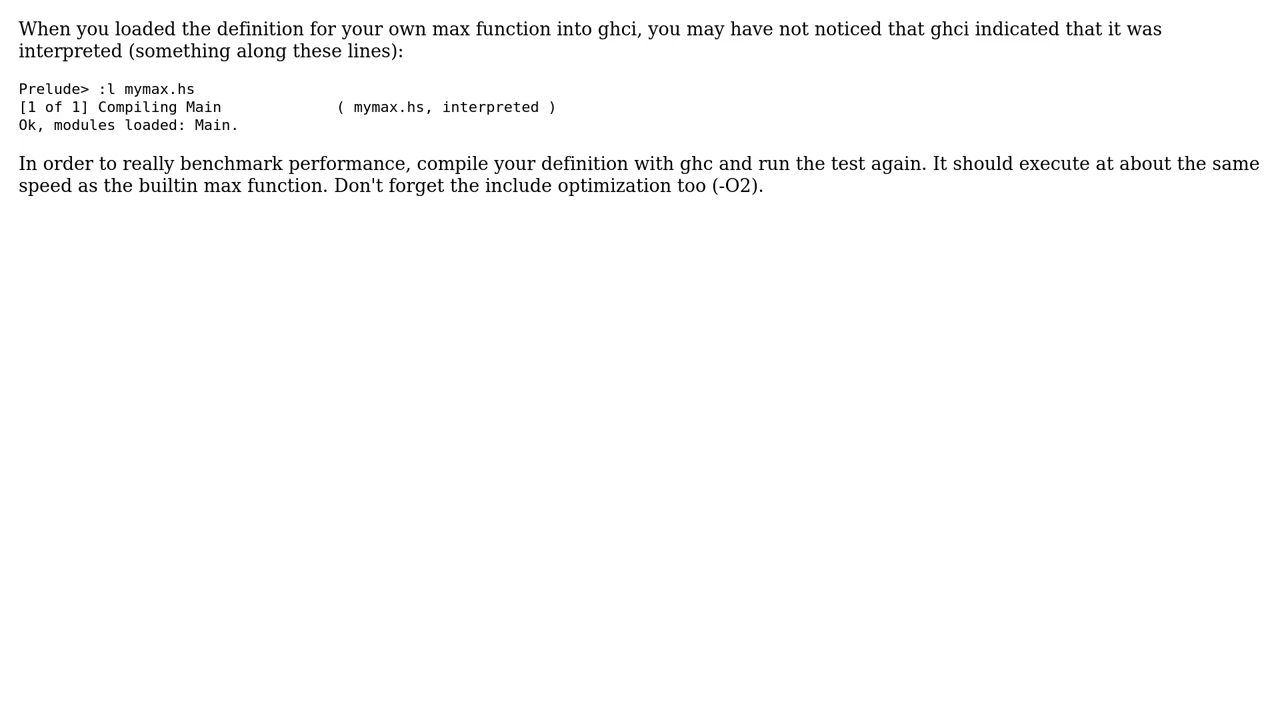 When you loaded the definition for your own max function into ghci, you may have not noticed that ghci indicated that it was
interpreted (something along these lines):
Prelude> :l mymax.hs
[1 of 1] Compiling Main             ( mymax.hs, interpreted )
Ok, modules loaded: Main.
In order to really benchmark performance, compile your definition with ghc and run the test again. It should execute at about the same
speed as the builtin max function. Don't forget the include optimization too (-O2).